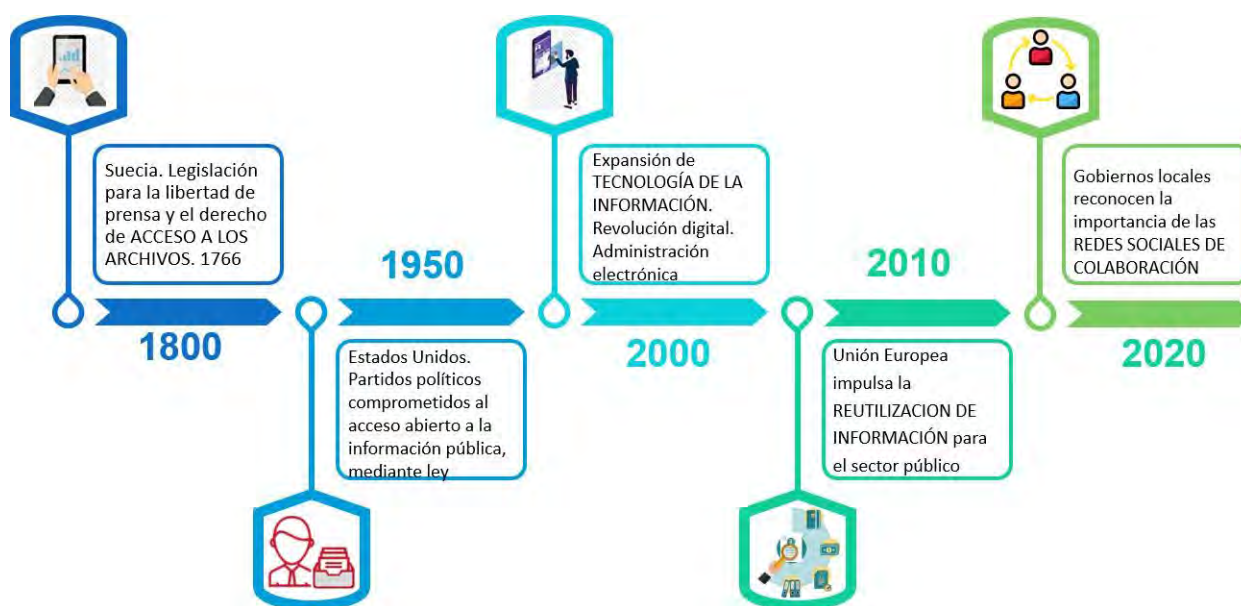 Suecia. Legislación
para la libertad de
prensa y el derecho
de ACCESO A LOS
ARCHIVOS. 1766
1800
1950
Estados Unidos.
Partidos políticos
comprometidos al
acceso abierto a la
información pública,
mediante ley
Expansión de
TECNOLOGÍA DE LA
INFORMACIÓN.
Revolución digital.
Administración
electrónica
2000
2010
Unión Europea
impulsa la
REUTILIZACION DE
INFORMACIÓN para
el sector público
Gobiernos locales
reconocen la
importancia de las
REDES SOCIALES DE
COLABORACIÓN
2020